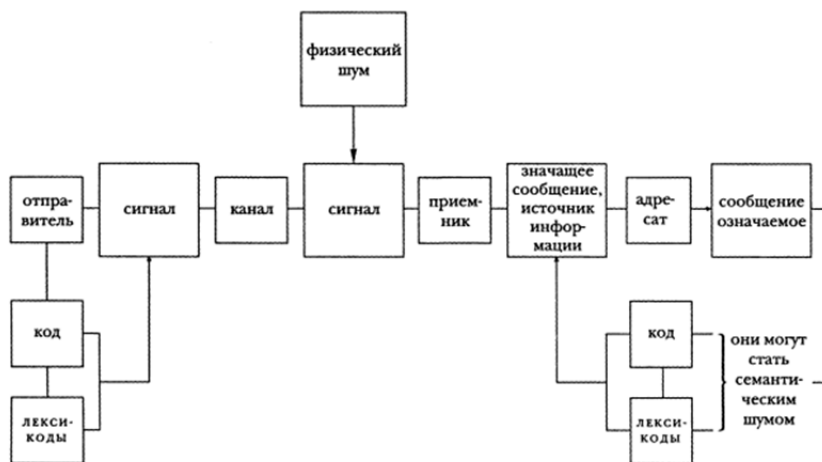 физический
шум
отпра-
витель
сигнал
канал
сигнал
прием-
ник
значащее
сообщение,
источник
инфор-
мации
адре-
сат
сообщение
означаемое
код
ЛЕКСИ-
КОДЫ
код
ЛЕКСИ-
КОДЫ
они могут
стать
семанти-
ческим
шумом